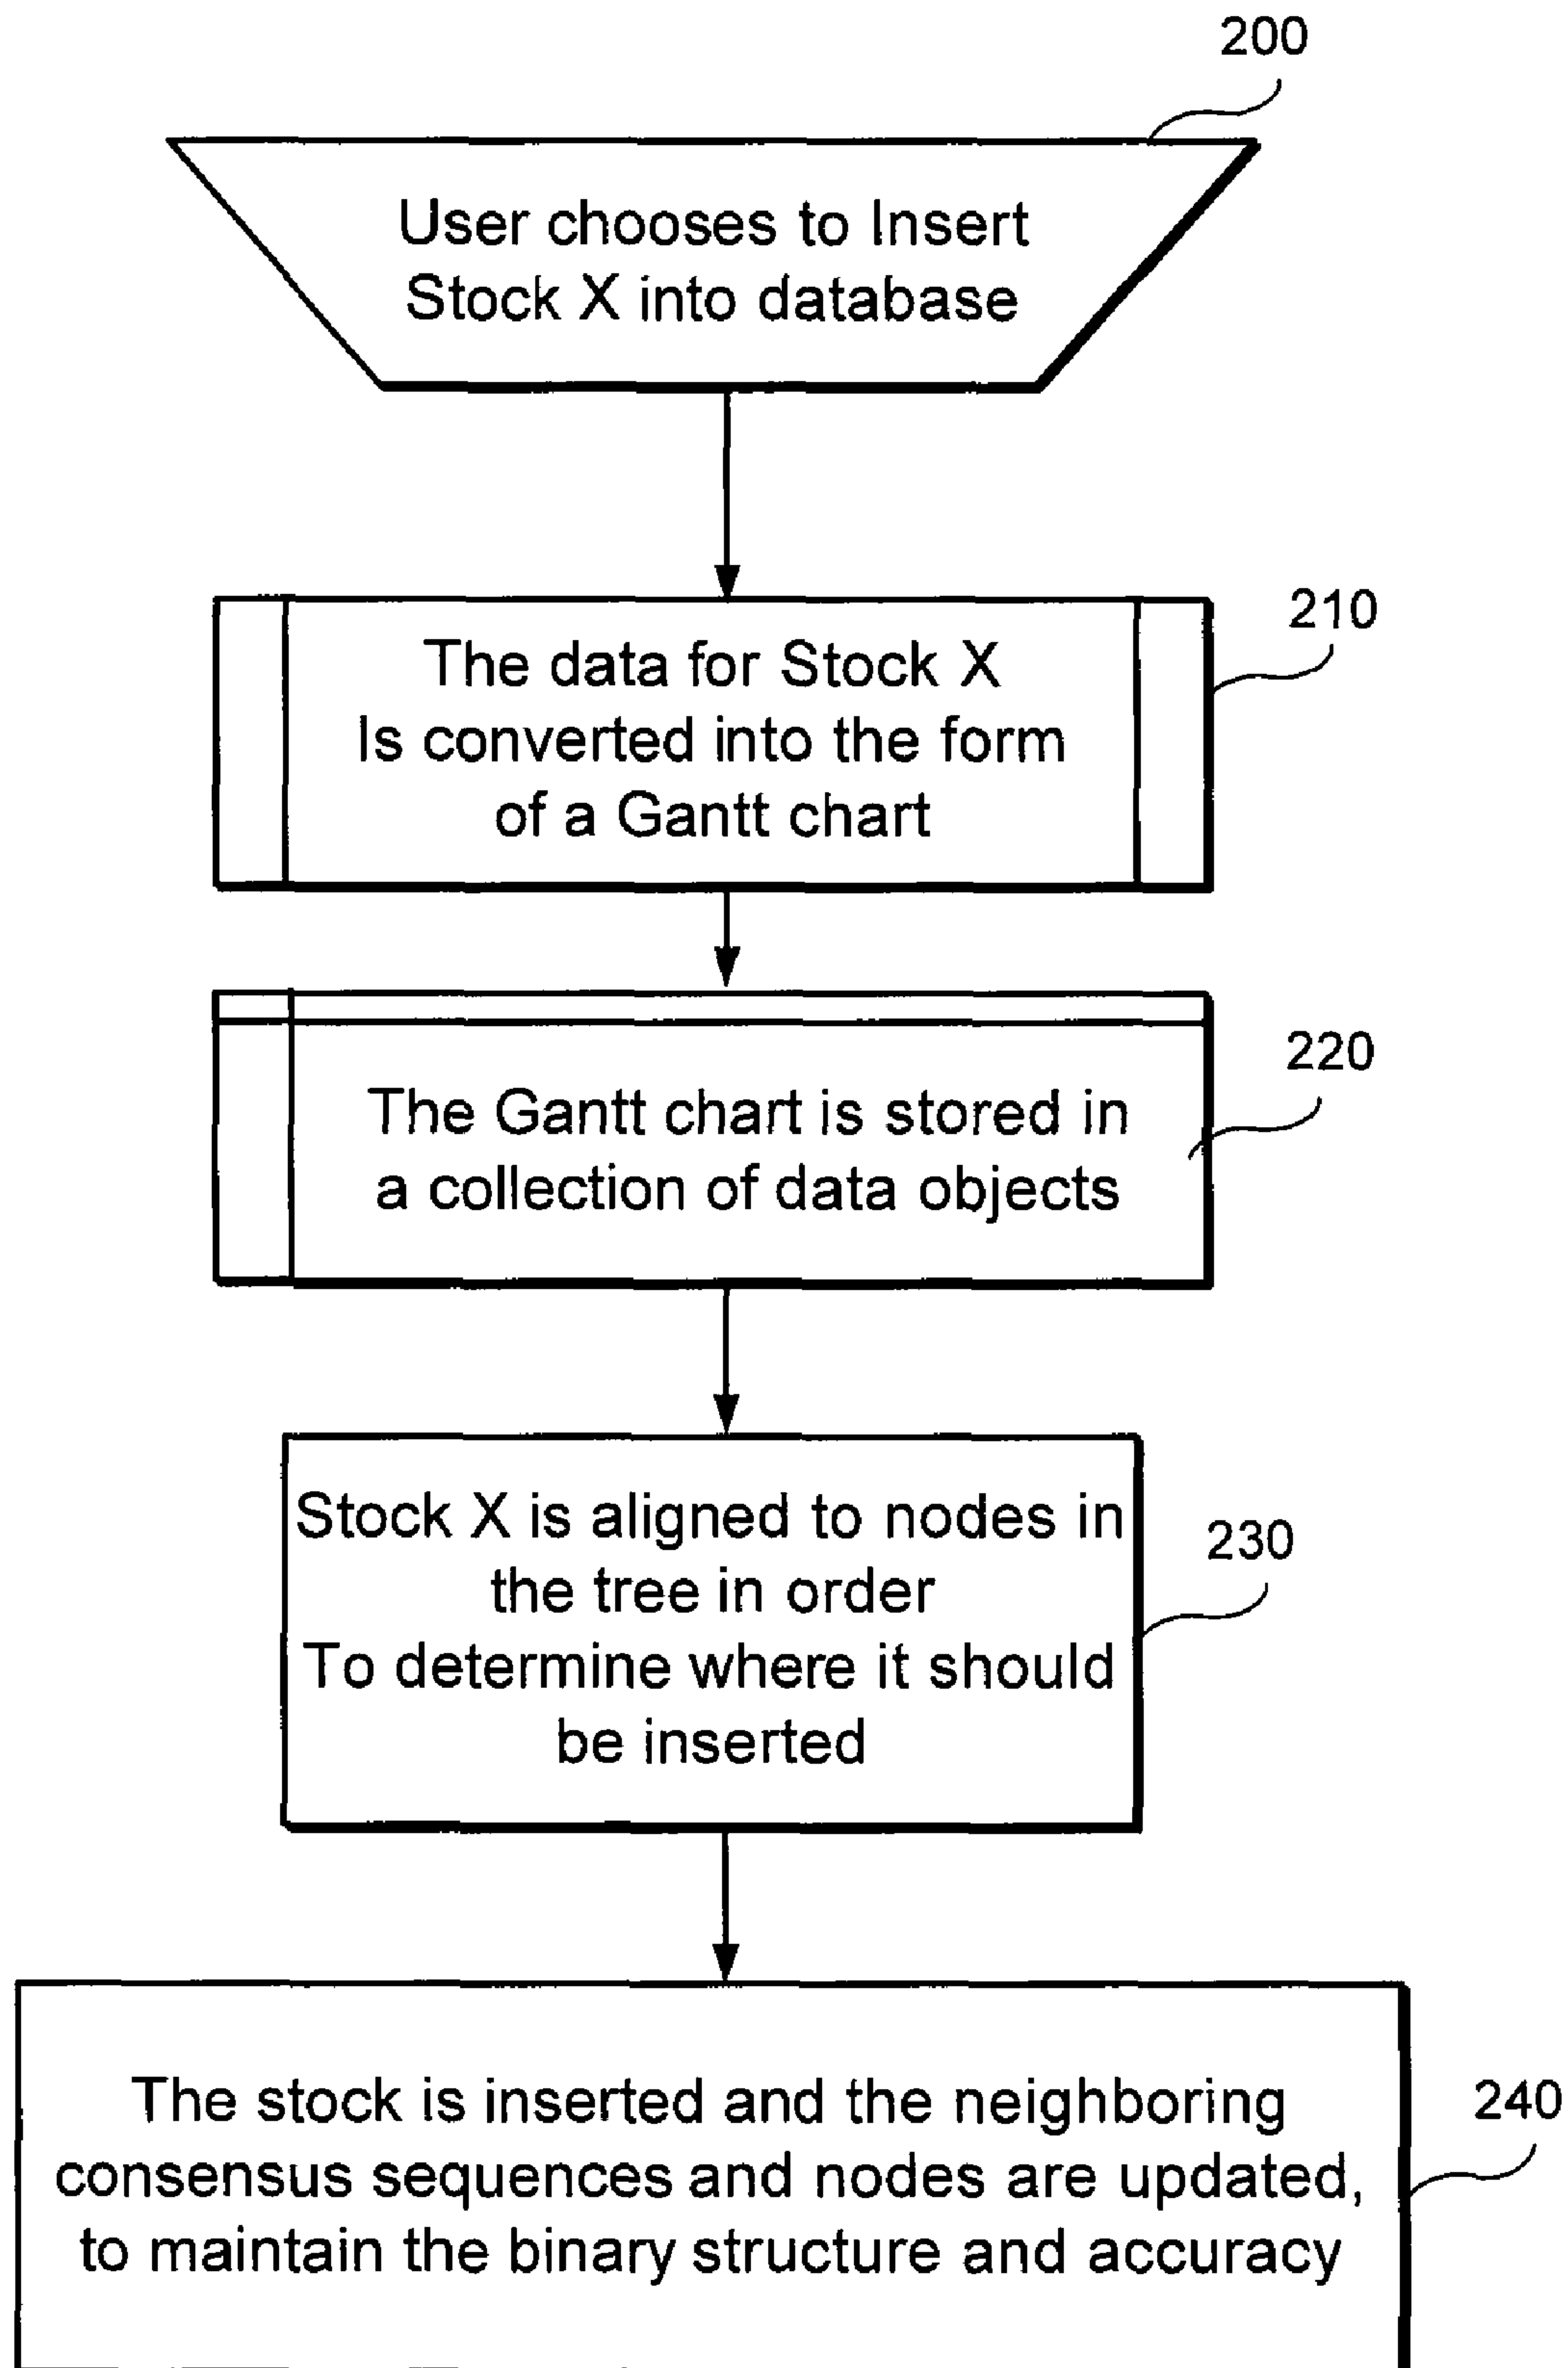 200
User chooses to Insert
Stock X into database
210
The data for Stock X
Is converted into the form
of a Gantt chart
220
The Gantt chart is stored in
a collection of data objects
230
Stock X is aligned to nodes in
the tree in order
To determine where it should
be inserted
240
The stock is inserted and the neighboring
consensus sequences and nodes are updated,
to maintain the binary structure and accuracy